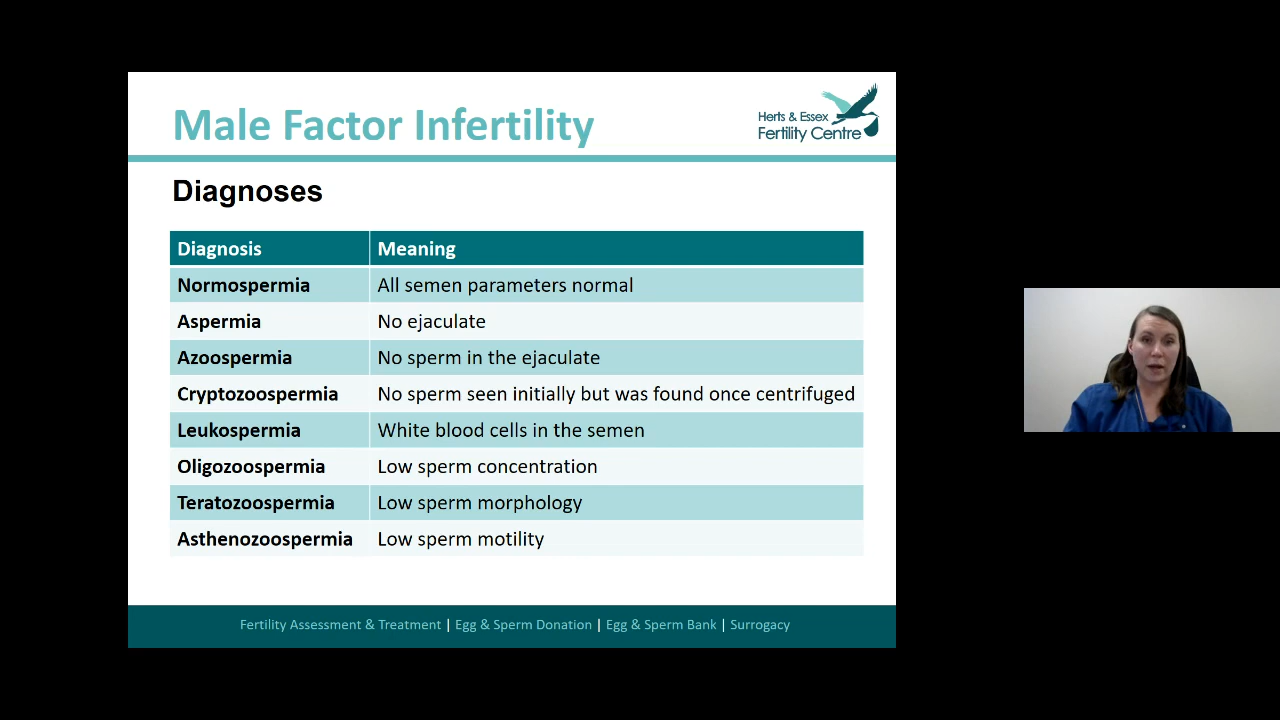 Male Factor Infertility
Herts & Essex
Fertility Centre
Diagnoses
Diagnosis Meaning
Normospermia All semen parameters normal
Aspermia No ejaculate
Azoospermia No sperm in the ejaculate
Cryptozoospermia No sperm seen initially but was found once centrifuged
Leukospermia White blood cells in the semen
Oligozoospermia Low sperm concentration
Teratozoospermia Low sperm morphology
Asthenozoospermia Low sperm motility
Fertility Assessment & Treatment | Egg & Sperm Donation | Egg & Sperm Bank | Surrogacy